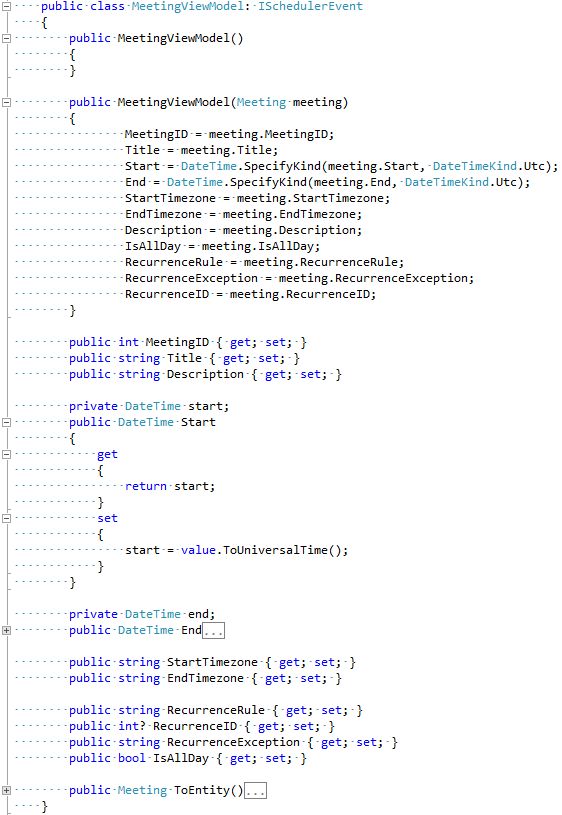 public class MeetingViewModel: ISchedulerEvent
{
public MeetingViewModel()
{
}
public MeetingViewModel(Meeting meeting)
{
MeetingID = meeting.MeetingID;
Title = meeting.Title;
Start = DateTime.SpecifyKind(meeting.Start, DateTimeKind.Utc);
End = DateTime.SpecifyKind(meeting.End, DateTimeKind.Utc);
StartTimezone = meeting.StartTimezone;
EndTimezone = meeting.EndTimezone;
Description = meeting.Description;
IsAllDay = meeting.IsAllDay;
RecurrenceRule = meeting.RecurrenceRule;
RecurrenceException = meeting.RecurrenceException;
RecurrenceID = meeting.RecurrenceID;
}
public int MeetingID { get; set; }
public string Title { get; set; }
public string Description { get; set; }
private DateTime start;
public DateTime Start
{
get
{
return start;
}
set
{
start = value.ToUniversalTime();
}
}
private DateTime end;
public DateTime End...
public string StartTimezone { get; set; }
public string EndTimezone { get; set; }
public string RecurrenceRule { get; set; }
public int? RecurrenceID { get; set; }
public string RecurrenceException { get; set; }
public bool IsAllDay { get; set; }
public Meeting ToEntity()...
}